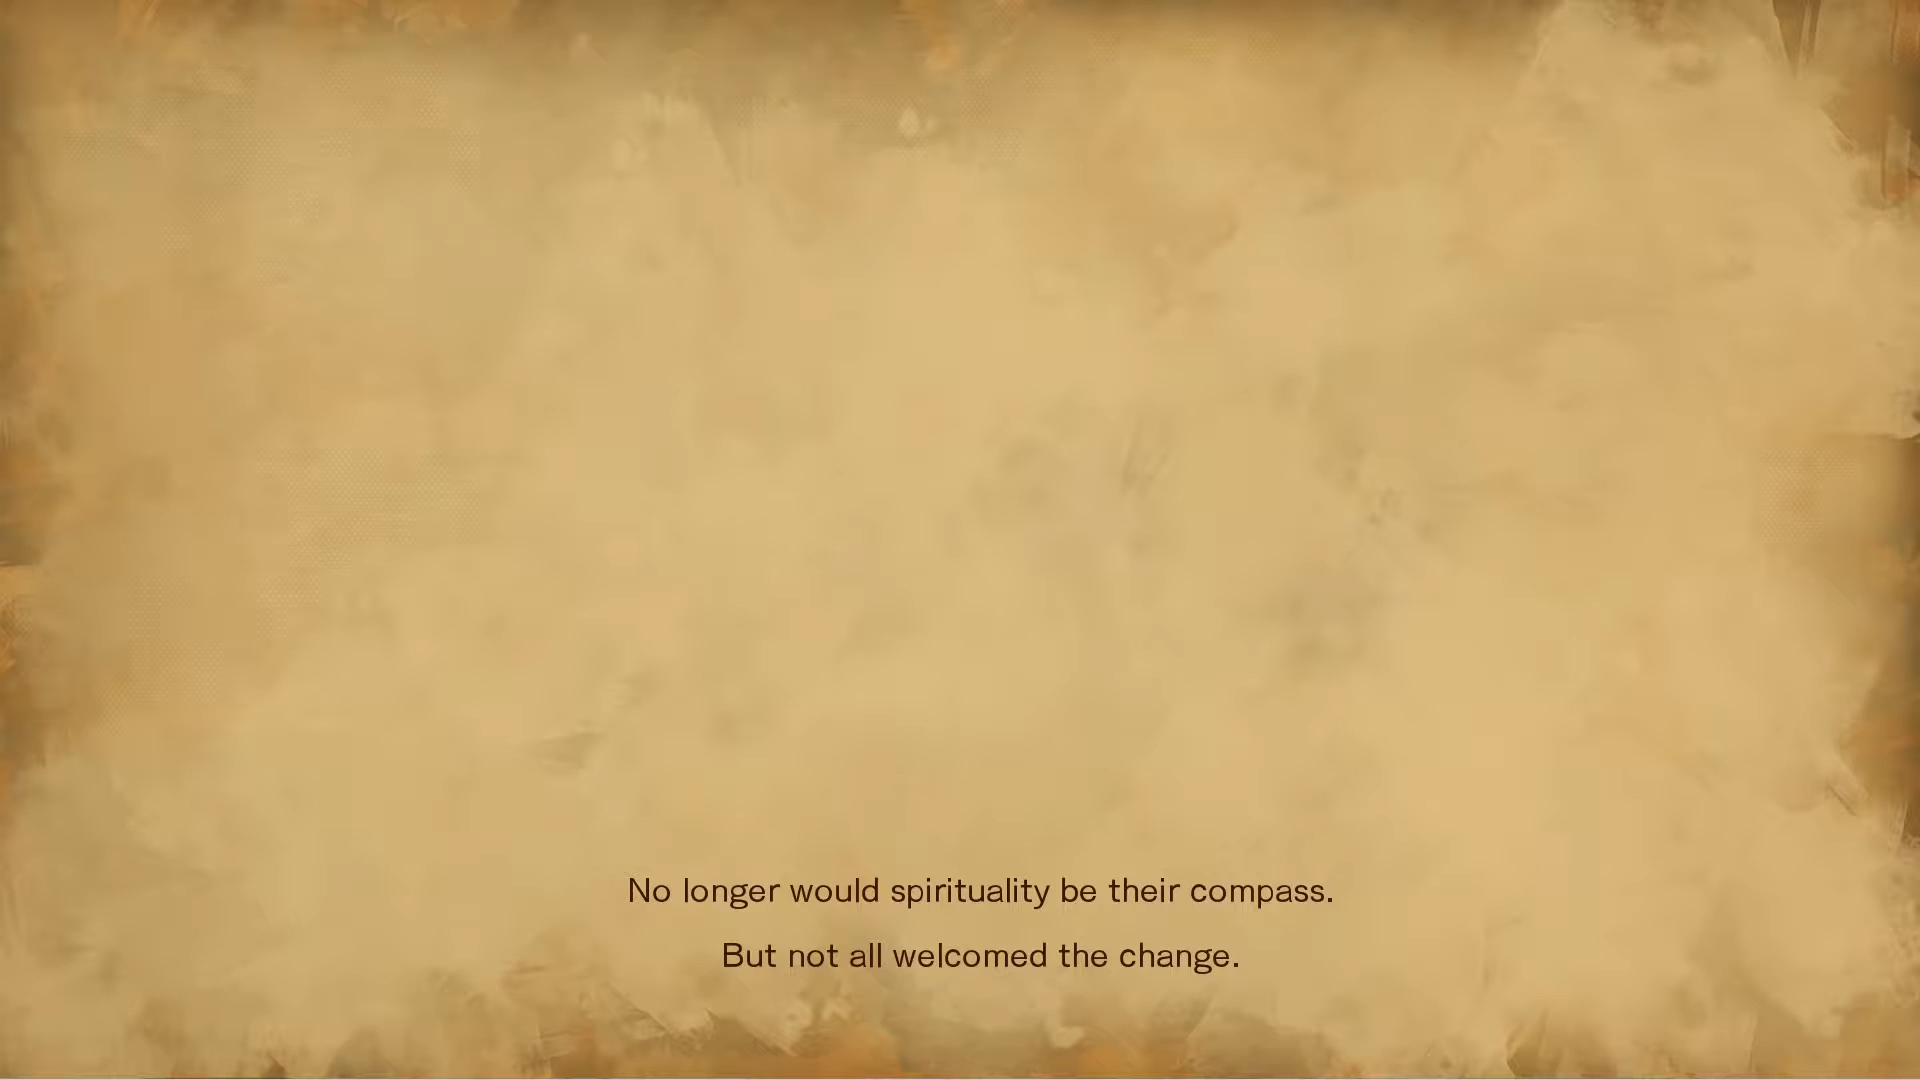 No longer would spirituality be their compass.
But not all welcomed the change.